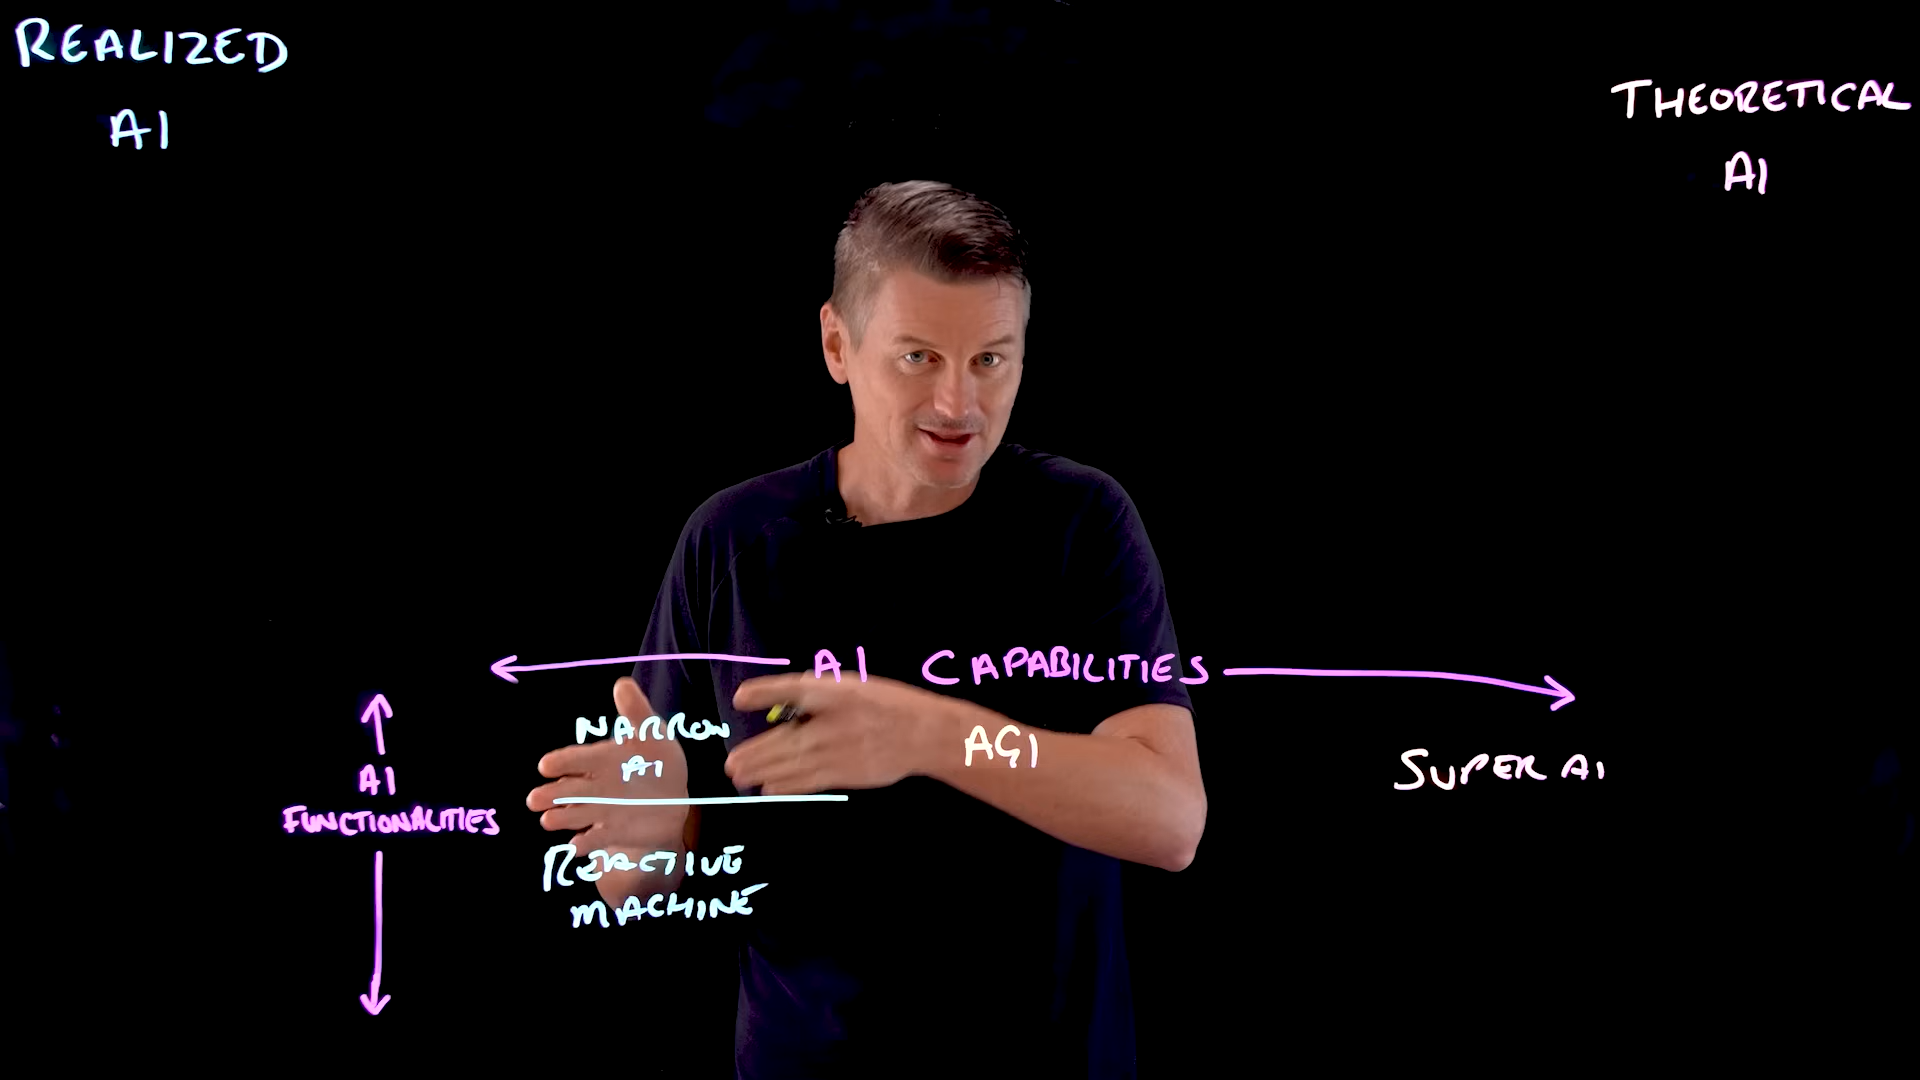 REALIZED
AI
THEORETICAL
AI
AI CAPABILITIES
NARROW
AI
AGI
SUPER AI
AI
FUNCTIONALITIES
REACTIVE
MACHINE